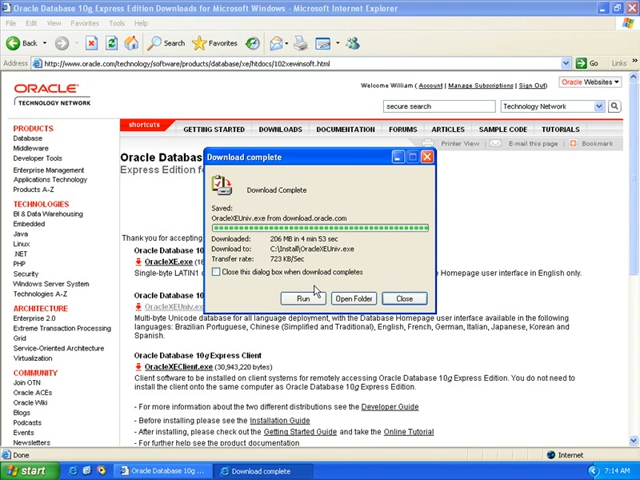 Oracle Database 10g Express Edition Downloads for Microsoft Windows - Microsoft Internet Explorer
File Edit View Favorites Tools Help
Back Search Favorites
Address http://www.oracle.com/technology/software/products/database/xe/htdocs/102xewinsoft.html Go Links
ORACLE
TECHNOLOGY NETWORK
Welcome William ( Account | Manage Subscriptions | Sign Out)
Oracle Websites
secure search Technology Network
shortcuts GETTING STARTED DOWNLOADS DOCUMENTATION FORUMS ARTICLES SAMPLE CODE TUTORIALS
Printer View E-mail this page Bookmark
PRODUCTS
Database
Middleware
Developer Tools
Enterprise Management
Applications Technology
Products A-Z
TECHNOLOGIES
BI & Data Warehousing
Embedded
Java
Linux
.NET
PHP
Security
Windows Server System
Technologies A-Z
ARCHITECTURE
Enterprise 2.0
Extreme Transaction Processing
Grid
Service-Oriented Architecture
Virtualization
COMMUNITY
Join OTN
Oracle ACEs
Oracle Wiki
Blogs
Podcasts
Events
Newsletters
Oracle Databas
Express Edition fo
Thank you for accepting
Oracle Database 10
OracleXE.exe (
Single-byte LATIN1 Homepage user interface in English only.
Oracle Database 10
OracleXEUniv.exe
Multi-byte Unicode database for all language deployment, with the Database Homepage user interface available in the following
languages: Brazilian Portuguese, Chinese (Simplified and Traditional), English, French, German, Italian, Japanese, Korean and
Spanish.
Oracle Database 10g Express Client
OracleXEClient.exe (30,943,220 bytes)
Client software to be installed on client systems for remotely accessing Oracle Database 10g Express Edition. You do not need to
install the client onto the same computer as Oracle Database Express Edition.
- For more information about the two different distributions see the Developer Guide
- Before installing please see the Installation Guide
- After installing, please check out the Getting Started Guide and take the Online Tutorial
- For further help see the product documentation
Download complete
Download Complete
Saved:
OracleXEUniv.exe from download.oracle.com
Downloaded: 206 MB in 4 min 53 sec
Download to: C:\Install\OracleXEUniv.exe
Transfer rate: 723 KB/Sec
Close this dialog box when download completes
Run Open Folder Close
Done Internet
start Oracle Database 10g ... Download complete 7:14 AM